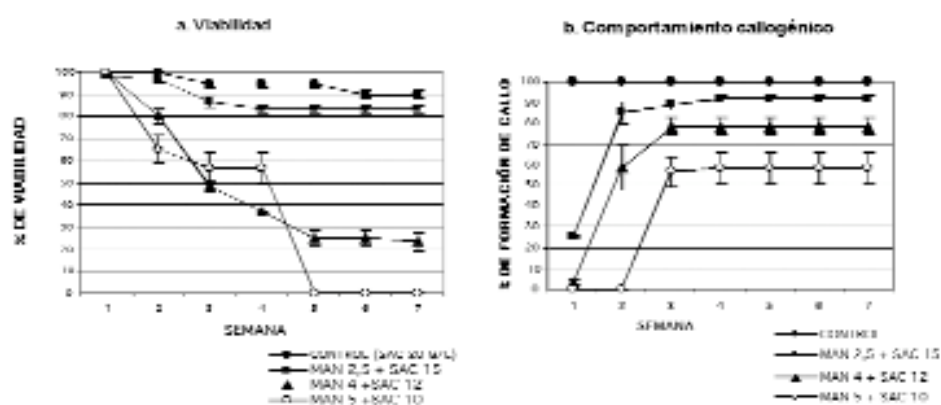 a. Viabilidad
% DE VIABILIDAD
100
90
80
70
60
50
40
30
20
10
0
1 2 3 4 5 6 7
SEMANA
CONTROL (SAC 20 G/L)
MAN 2,5 + SAC 15
MAN 4 +SAC 12
MAN 5 +SAC 10
b. Comportamiento callogénico
% DE FORMACIÓN DE CALLO
100
90
80
70
60
50
40
30
20
10
0
1 2 3 4 5 6 7
SEMANA
CONTROL
MAN 2,5 + SAC 15
MAN 4 + SAC 12
MAN 5 + SAC 10